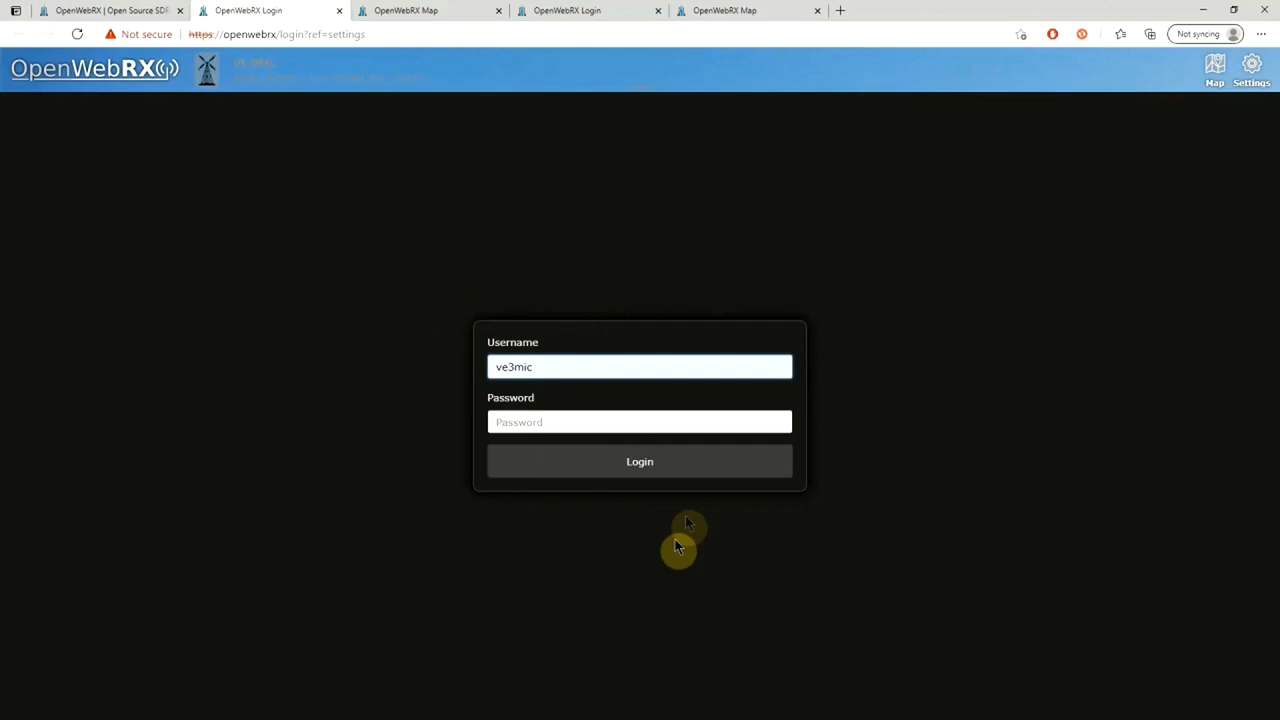 OpenWebRX | Open Source SDR
OpenWebRX Login
OpenWebRX Map
OpenWebRX Login
OpenWebRX Map
Not secure
https://openwebrx/login?ref=settings
Not syncing
OpenWebRX
Map
Settings
Username
ve3mic
Password
Password
Login